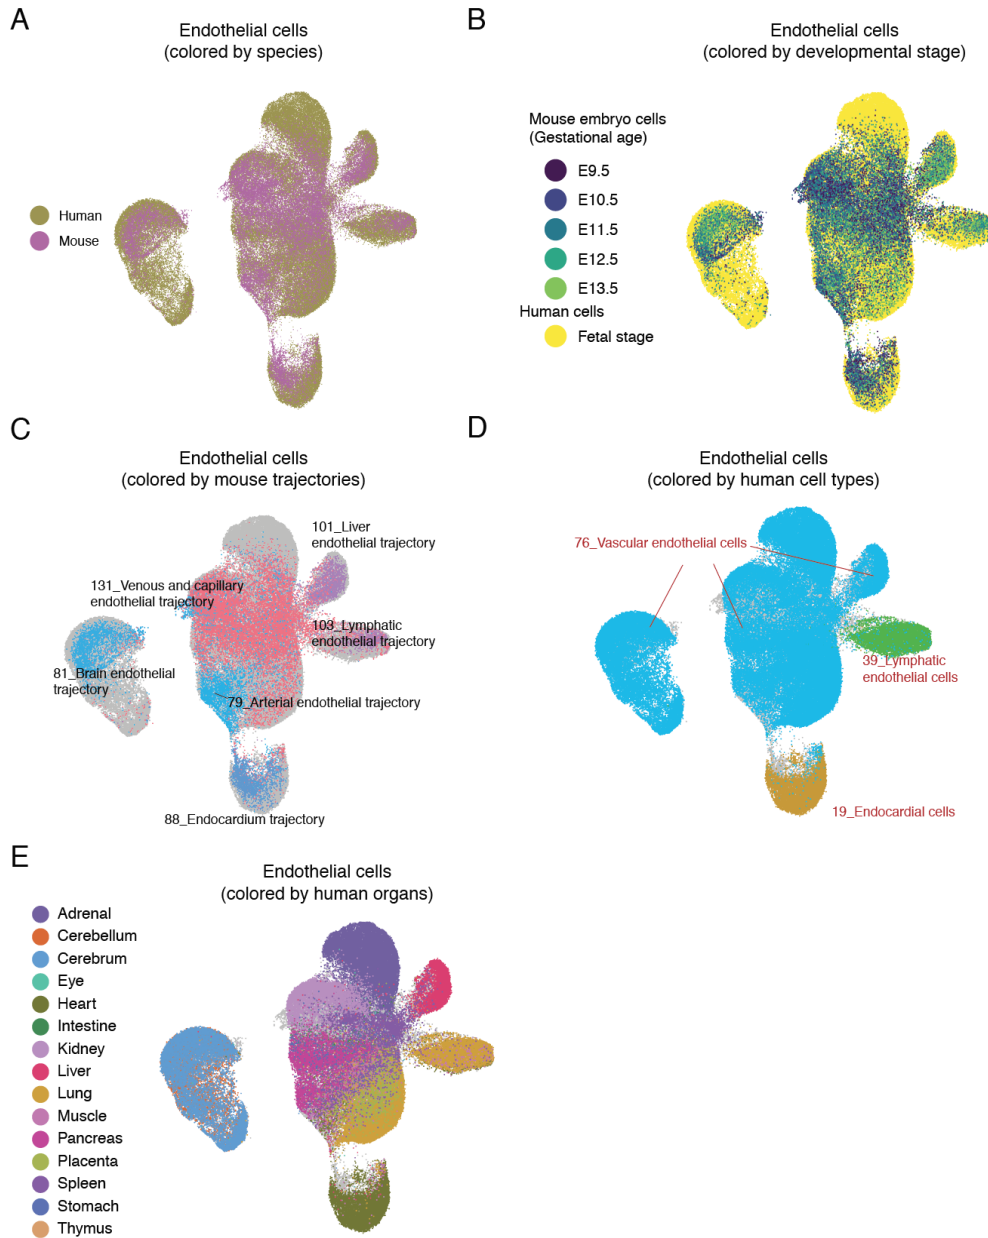 A
Endothelial cells
(colored by species)
Human
Mouse
B
Endothelial cells
(colored by developmental stage)
Mouse embryo cells
(Gestational age)
E9.5
E10.5
E11.5
E12.5
E13.5
Human cells
Fetal stage
C
Endothelial cells
(colored by mouse trajectories)
101_Liver
endothelial trajectory
131_Venous and capillary
endothelial trajectory
103_Lymphatic
endothelial trajectory
81_Brain endothelial
trajectory
79_Arterial endothelial trajectory
88_Endocardium trajectory
D
Endothelial cells
(colored by human cell types)
76_Vascular endothelial cells
39_Lymphatic
endothelial cells
19_Endocardial cells
E
Endothelial cells
(colored by human organs)
Adrenal
Cerebellum
Cerebrum
Eye
Heart
Intestine
Kidney
Liver
Lung
Muscle
Pancreas
Placenta
Spleen
Stomach
Thymus